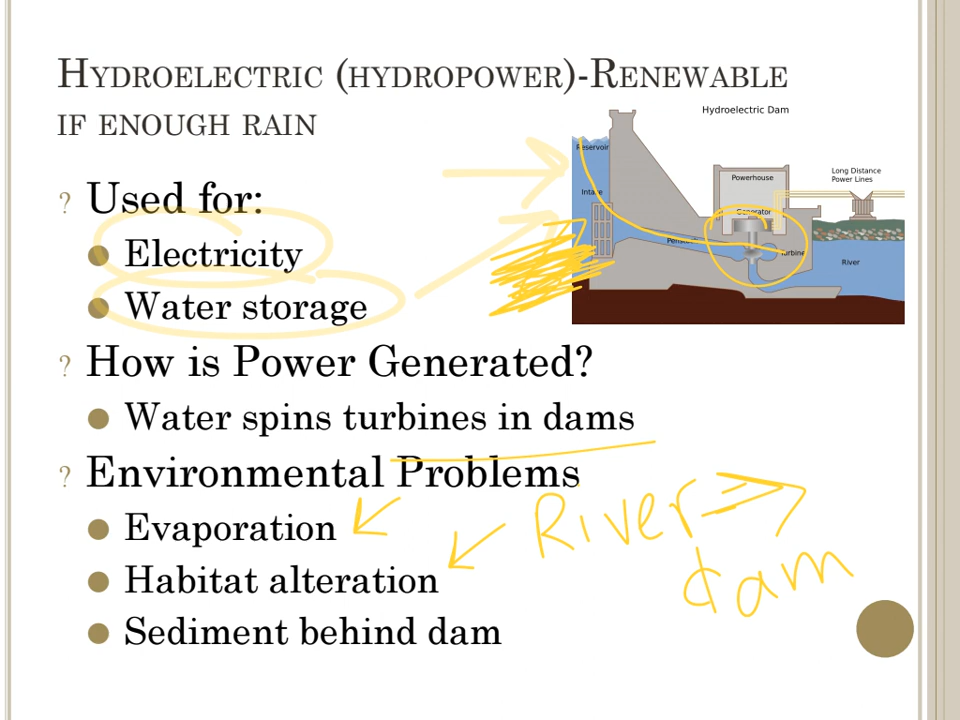 Hydroelectric (hydropower)-Renewable
if enough rain
Hydroelectric Dam
? Used for:
● Electricity
● Water storage
? How is Power Generated?
● Water spins turbines in dams
? Environmental Problems
● Evaporation
● Habitat alteration
● Sediment behind dam
Reservoir
Intake
Powerhouse
Generator
Penstock
Turbine
Long Distance
Power Lines
River
River ⇒
dam